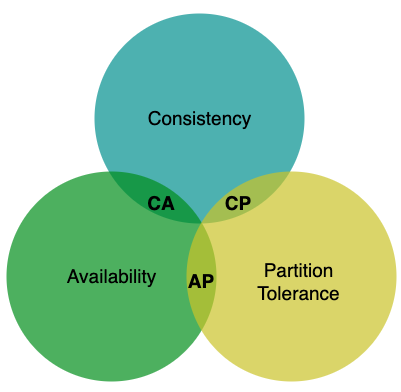 Consistency
CA
CP
Availability
AP
Partition
Tolerance